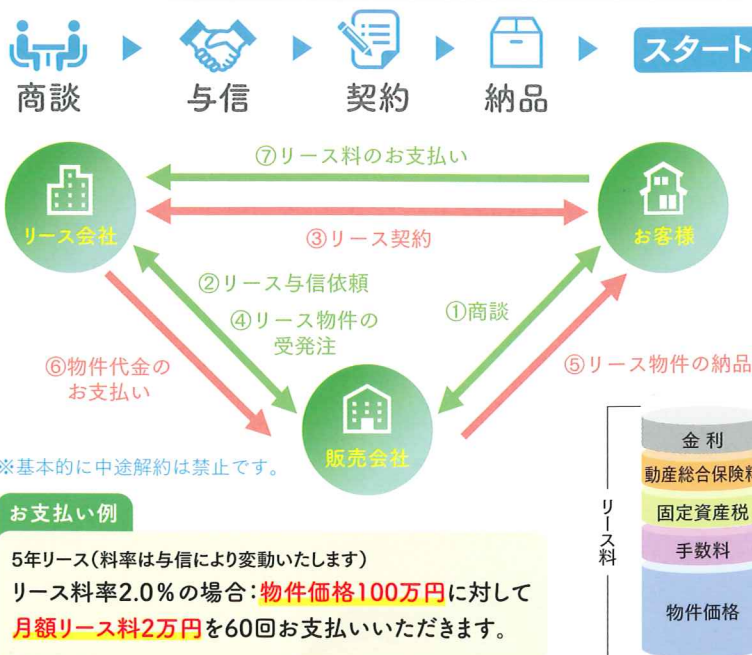 商談
与信
契約
納品
スタート
⑦リース料のお支払い
リース会社
お客様
③リース契約
②リース与信依頼
④リース物件の
受発注
①商談
⑥物件代金の
お支払い
⑤リース物件の納品
販売会社
※基本的に中途解約は禁止です。
お支払い例
5年リース(料率は与信により変動いたします)
リース料率2.0%の場合:物件価格100万円に対して
月額リース料2万円を60回お支払いいただきます。
リース料
金利
動産総合保険料
固定資産税
手数料
物件価格